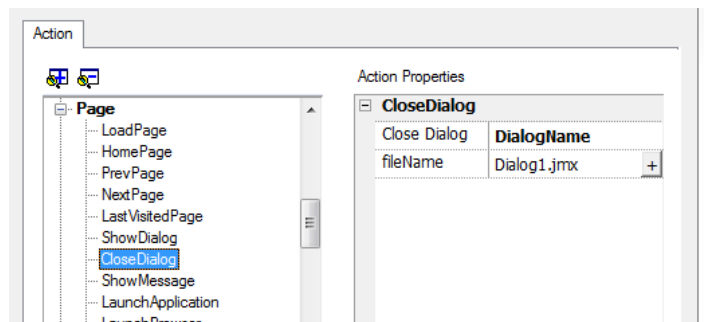 Action
Action Properties
Page
LoadPage
HomePage
PrevPage
NextPage
LastVisitedPage
ShowDialog
CloseDialog
ShowMessage
LaunchApplication
CloseDialog
Close Dialog DialogName
fileName Dialog1.jmx +